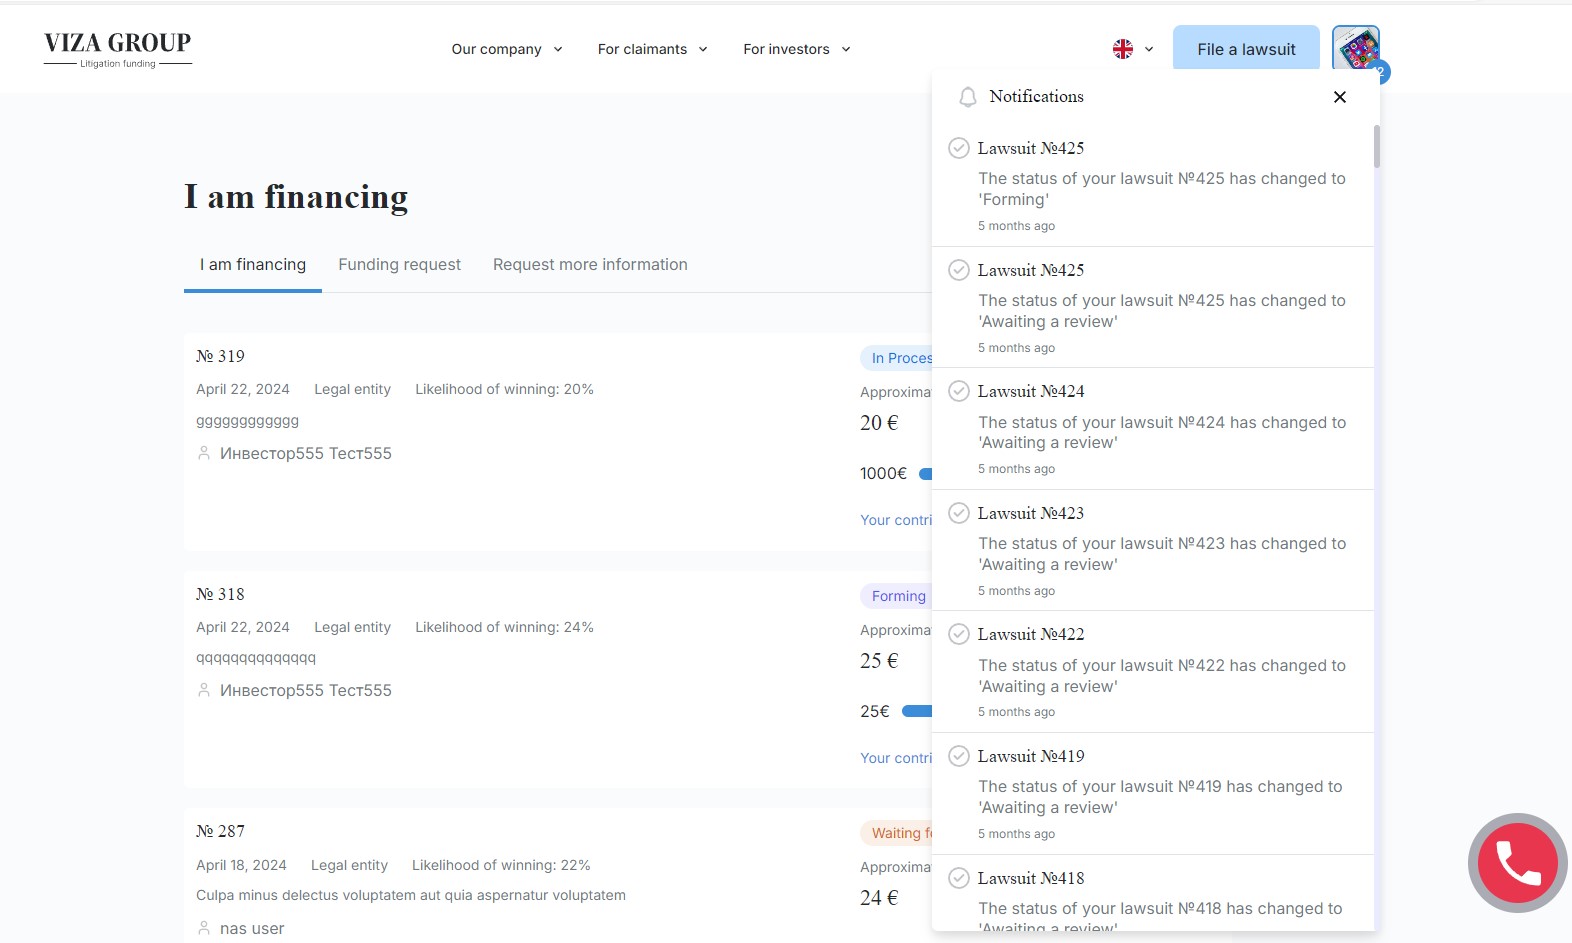 VIZA GROUP
Litigation funding
Our company
For claimants
For investors
File a lawsuit
I am financing
I am financing
Funding request
Request more information
№ 319
April 22, 2024 Legal entity Likelihood of winning: 20%
gggggggggggg
Инвестор555 Тест555
In Proces
Approxima
20 €
1000€
Your contri
№ 318
April 22, 2024 Legal entity Likelihood of winning: 24%
qqqqqqqqqqqqqq
Инвестор555 Тест555
Forming
Approxima
25 €
25€
Your contri
№ 287
April 18, 2024 Legal entity Likelihood of winning: 22%
Culpa minus delectus voluptatem aut quia aspernatur voluptatem
nas user
Waiting fo
Approxima
24 €
Notifications
Lawsuit №425
The status of your lawsuit №425 has changed to
'Forming'
5 months ago
Lawsuit №425
The status of your lawsuit №425 has changed to
'Awaiting a review'
5 months ago
Lawsuit №424
The status of your lawsuit №424 has changed to
'Awaiting a review'
5 months ago
Lawsuit №423
The status of your lawsuit №423 has changed to
'Awaiting a review'
5 months ago
Lawsuit №422
The status of your lawsuit №422 has changed to
'Awaiting a review'
5 months ago
Lawsuit №419
The status of your lawsuit №419 has changed to
'Awaiting a review'
5 months ago
Lawsuit №418
The status of your lawsuit №418 has changed to
'Awaiting a review'